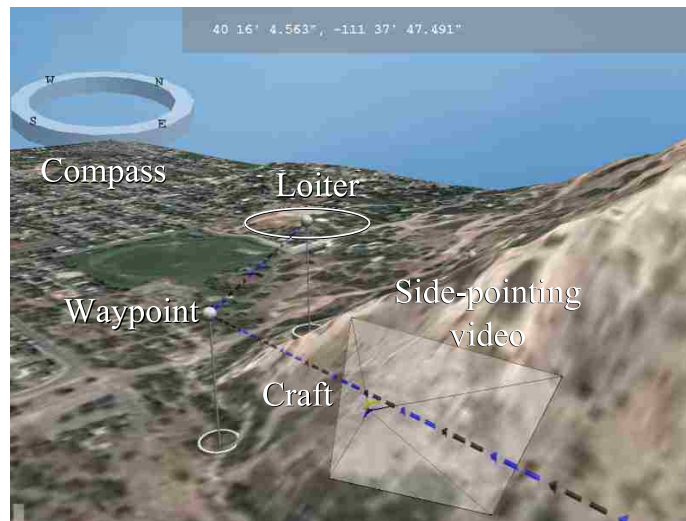 40 16' 4.563", -111 37' 47.491"
W
N
S
E
Compass
Loiter
Side-pointing
video
Waypoint
Craft